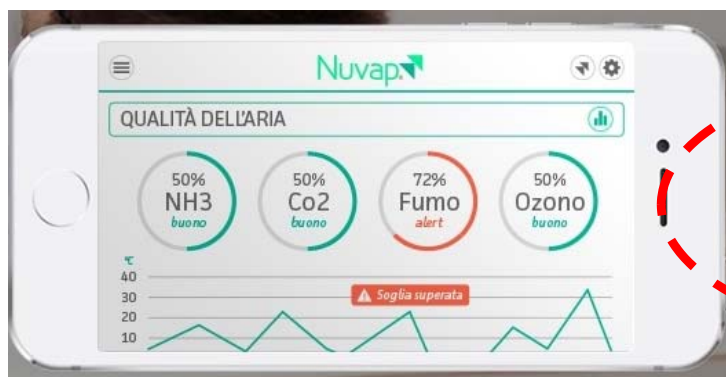 Nuvap.
QUALITÀ DELL'ARIA
50%
NH3
buono
50%
Co2
buono
72%
Fumo
alert
50%
Ozono
buono
°C
40
30
20
10
Soglia superata